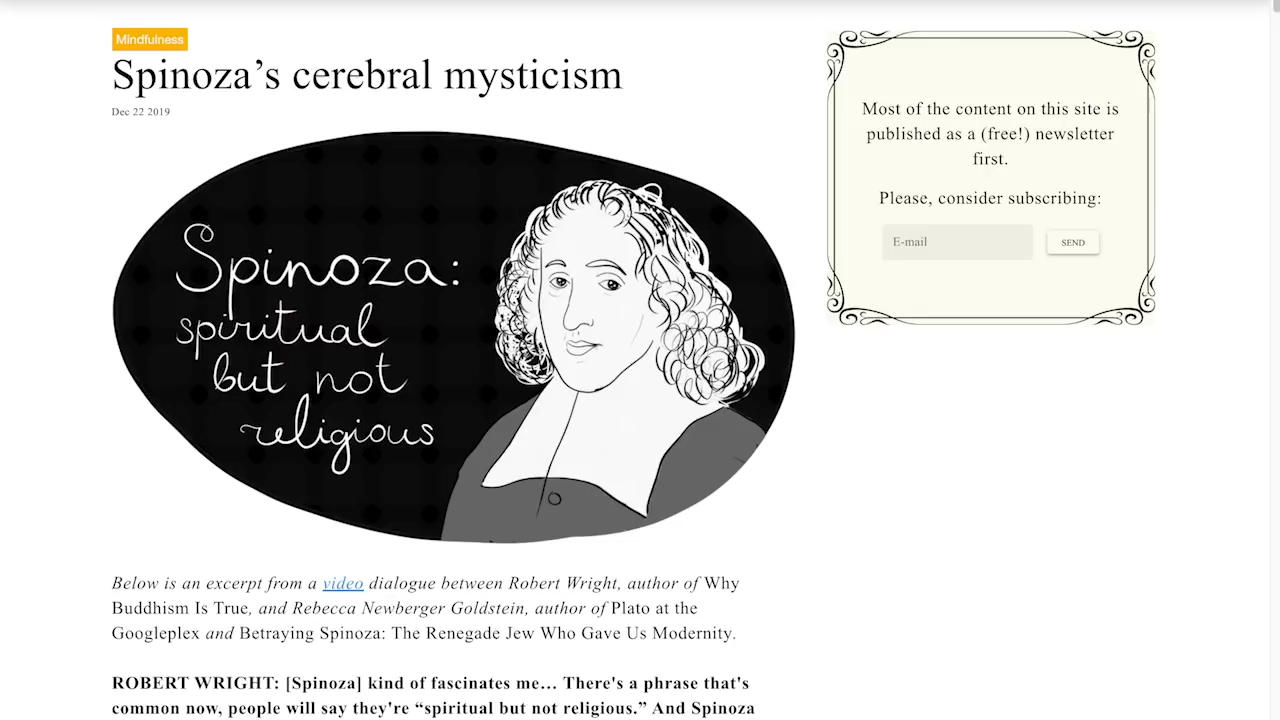 Mindfulness
Spinoza’s cerebral mysticism
Dec 22 2019
Spinoza:
spiritual
but not
religious
Below is an excerpt from a video dialogue between Robert Wright, author of Why
Buddhism Is True, and Rebecca Newberger Goldstein, author of Plato at the
Googleplex and Betraying Spinoza: The Renegade Jew Who Gave Us Modernity.
ROBERT WRIGHT: [Spinoza] kind of fascinates me… There's a phrase that's
common now, people will say they're “spiritual but not religious.” And Spinoza
Most of the content on this site is
published as a (free!) newsletter
first.
Please, consider subscribing:
E-mail
SEND